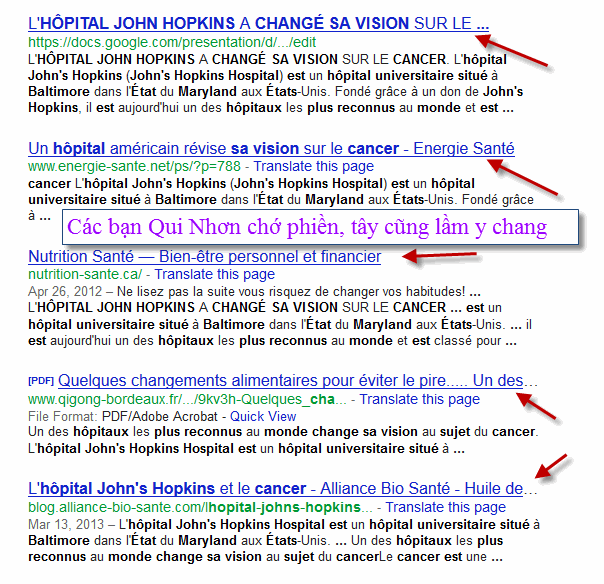 L'HÔPITAL JOHN HOPKINS A CHANGÉ SA VISION SUR LE ...
https://docs.google.com/presentation/d/.../edit
L'HÔPITAL JOHN HOPKINS A CHANGÉ SA VISION SUR LE CANCER. L'hôpital
John's Hopkins (John's Hopkins Hospital) est un hôpital universitaire situé à
Baltimore dans l'État du Maryland aux États-Unis. Fondé grâce à un don de John's
Hopkins, il est aujourd'hui un des hôpitaux les plus reconnus au monde et est ...
Un hôpital américain révise sa vision sur le cancer - Energie Santé
www.energie-sante.net/ps/?p=788 - Translate this page
cancer L'hôpital John's Hopkins (John's Hopkins Hospital) est un hôpital
universitaire situé à Baltimore dans l'État du Maryland aux États-Unis. Fondé grâce
à un ...
Các bạn Qui Nhơn chớ phiền, tây cũng lầm y chang
Nutrition Santé — Bien-être personnel et financier
nutrition-sante.ca/ - Translate this page
Apr 26, 2012 – Ne lisez pas la suite vous risquez de changer vos habitudes! ...
L'HÔPITAL JOHN HOPKINS A CHANGÉ SA VISION SUR LE CANCER ... est un
hôpital universitaire situé à Baltimore dans l'État du Maryland aux États-Unis. ... il
est aujourd'hui un des hôpitaux les plus reconnus au monde et est classé pour ...
[PDF] Quelques changements alimentaires pour éviter le pire..... Un des...
www.qigong-bordeaux.fr/.../9kv3h-Quelques_cha... - Translate this page
File Format: PDF/Adobe Acrobat - Quick View
Un des hôpitaux les plus reconnus au monde change sa vision au sujet du cancer.
L'hôpital John's Hopkins Hospital est un hôpital universitaire situé à ...
L'hôpital John's Hopkins et le cancer - Alliance Bio Santé - Huile de...
blog.alliance-bio-sante.com/lhopital-johns-hopkins... - Translate this page
Mar 13, 2013 – L'hôpital John's Hopkins Hospital est un hôpital universitaire situé à
Baltimore dans l'État du Maryland aux États-Unis. ... Un des hôpitaux les plus
reconnus au monde change sa vision au sujet du cancerLe cancer est une ...